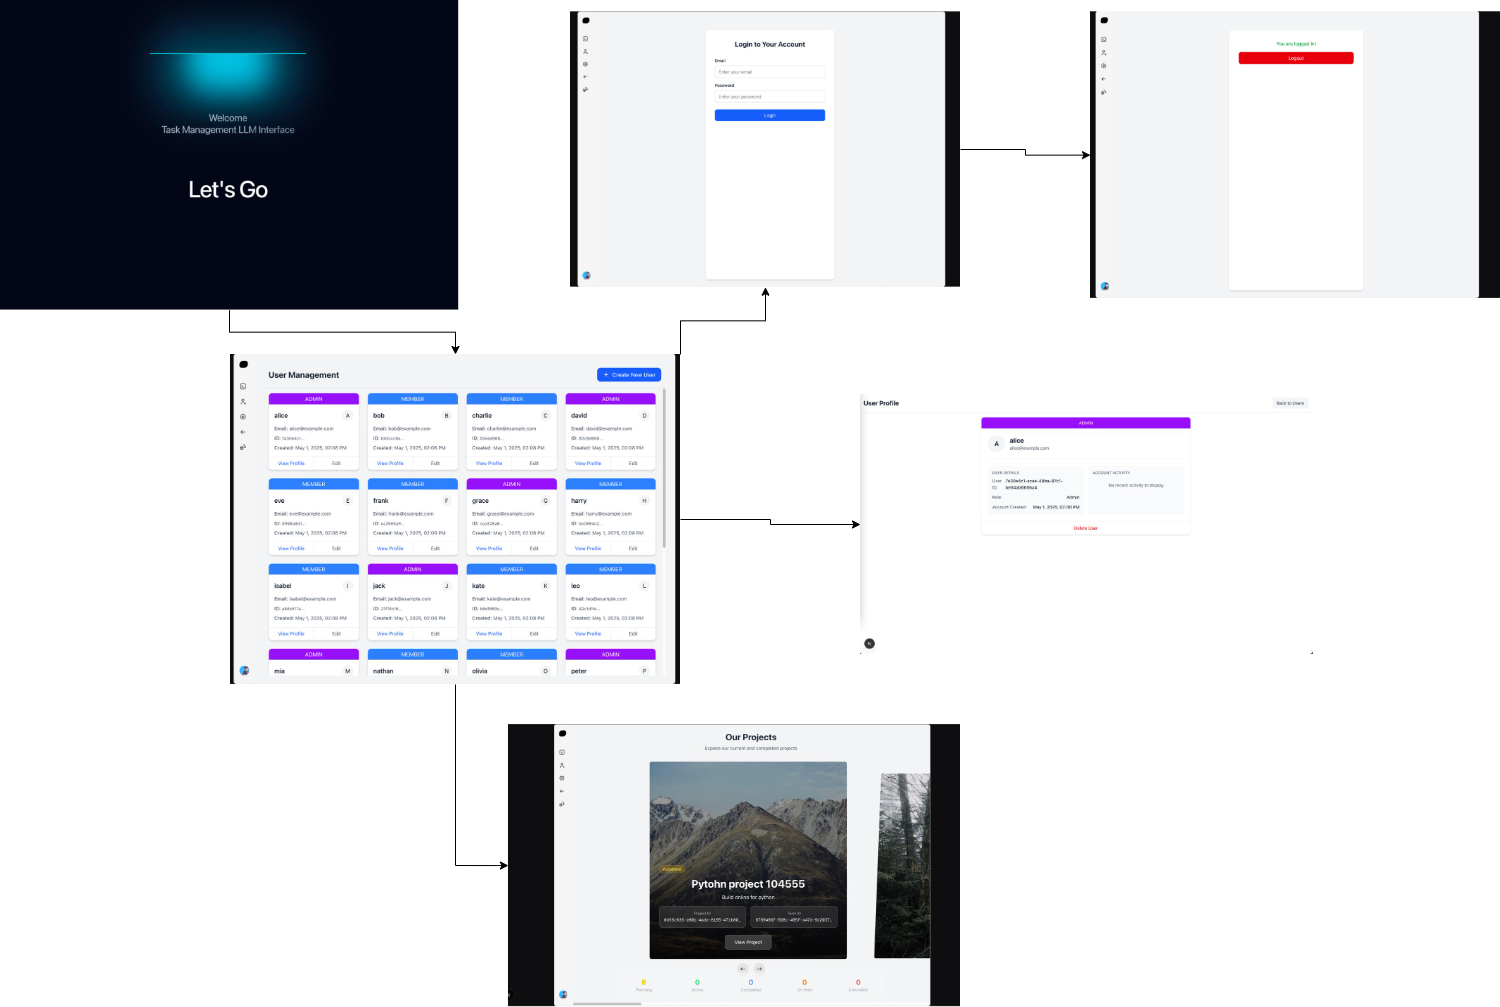 Welcome
Task Management LLM Interface
Let's Go
Login to Your Account
Email
Enter your email
Password
Enter your password
Login
You are logged in!
Logout
User Management
+ Create New User
ADMIN MEMBER MEMBER ADMIN
alice A bob B charlie C david D
Email: alice@example.com Email: bob@example.com Email: charlie@example.com Email: david@example.com
ID: ID: ID: ID:
Created: May 1, 2025, 02:08 PM Created: May 1, 2025, 02:08 PM Created: May 1, 2025, 02:08 PM Created: May 1, 2025, 02:08 PM
View Profile Edit View Profile Edit View Profile Edit View Profile Edit
MEMBER MEMBER ADMIN MEMBER
eve E frank F grace G harry H
Email: eve@example.com Email: frank@example.com Email: grace@example.com Email: harry@example.com
ID: ID: ID: ID:
Created: May 1, 2025, 02:08 PM Created: May 1, 2025, 02:08 PM Created: May 1, 2025, 02:08 PM Created: May 1, 2025, 02:08 PM
View Profile Edit View Profile Edit View Profile Edit View Profile Edit
MEMBER ADMIN MEMBER MEMBER
isabel I jack J kate K leo L
Email: isabel@example.com Email: jack@example.com Email: kate@example.com Email: leo@example.com
ID: ID: ID: ID:
Created: May 1, 2025, 02:08 PM Created: May 1, 2025, 02:08 PM Created: May 1, 2025, 02:08 PM Created: May 1, 2025, 02:08 PM
View Profile Edit View Profile Edit View Profile Edit View Profile Edit
ADMIN MEMBER MEMBER ADMIN
mia M nathan N olivia O peter P
User Profile
Back to Users
ADMIN
A alice
alice@example.com
USER DETAILS
User
ID:
Role Admin
Account Created: May 1, 2025, 02:08 PM
ACCOUNT ACTIVITY
No recent activity to display
Delete User
N
Our Projects
Explore our current and completed projects
PLANNING
Pytohn project 104555
Build online for python
Project ID
Team ID
View Project
8 0 0 0 0
Planning Active Completed On Hold Cancelled